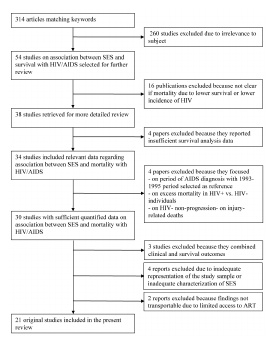 314 articles matching keywords
260 studies excluded due to irrelevance to
subject
54 studies on association between SES and
survival with HIV/AIDS selected for further
review
16 publications excluded because not clear
if mortality due to lower survival or lower
incidence of HIV
38 studies retrieved for more detailed review
4 papers excluded because they reported
insufficient survival analysis data
34 studies included relevant data regarding
association between SES and mortality with
HIV/AIDS
4 papers excluded because they focused
- on period of AIDS diagnosis with 1993-
1995 period selected as reference
- on excess mortality in HIV+ vs. HIV-
individuals
- on HIV- non-progression- on injury-
related deaths
30 studies with sufficient quantified data on
association between SES and mortality with
HIV/AIDS
3 studies excluded because they combined
clinical and survival outcomes
4 reported excluded due to inadequate
representation of the study sample or
inadequate characterization of SES
2 reports excluded because findings not
transportable due to limited access to ART
21 original studies included in the present
review